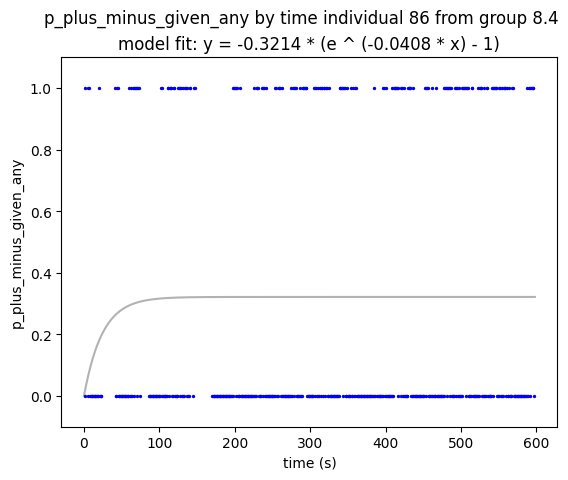 p_plus_minus_given_any by time individual 86 from group 8.4
model fit: y = -0.3214 * (e ^ (-0.0408 * x) - 1)
1.0
0.8
0.6
0.4
0.2
0.0
p_plus_minus_given_any
0 100 200 300 400 500 600
time (s)